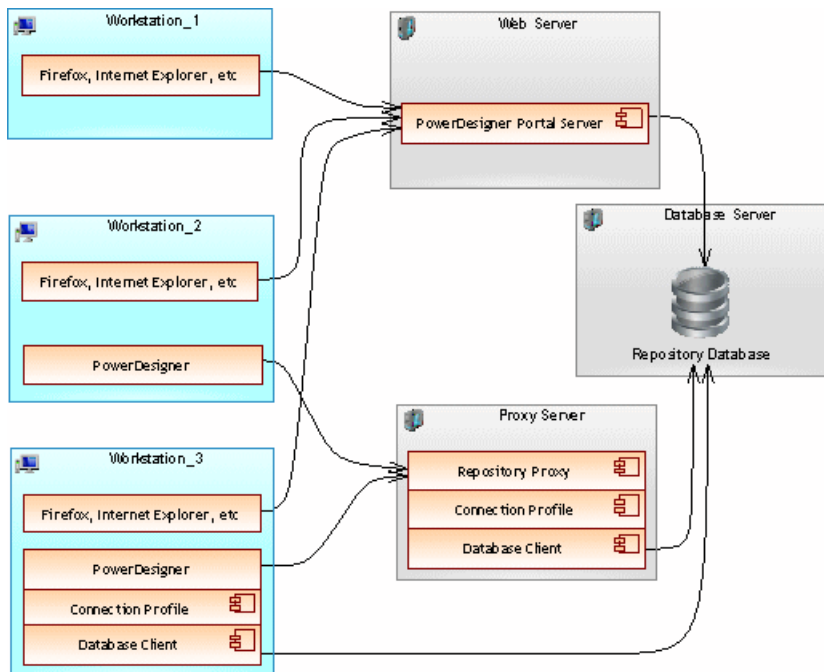 Workstation_1
Firefox, Internet Explorer, etc
Web Server
PowerDesigner Portal Server
Workstation_2
Firefox, Internet Explorer, etc
PowerDesigner
Database Server
Repository Database
Workstation_3
Firefox, Internet Explorer, etc
PowerDesigner
Connection Profile
Database Client
Proxy Server
Repository Proxy
Connection Profile
Database Client